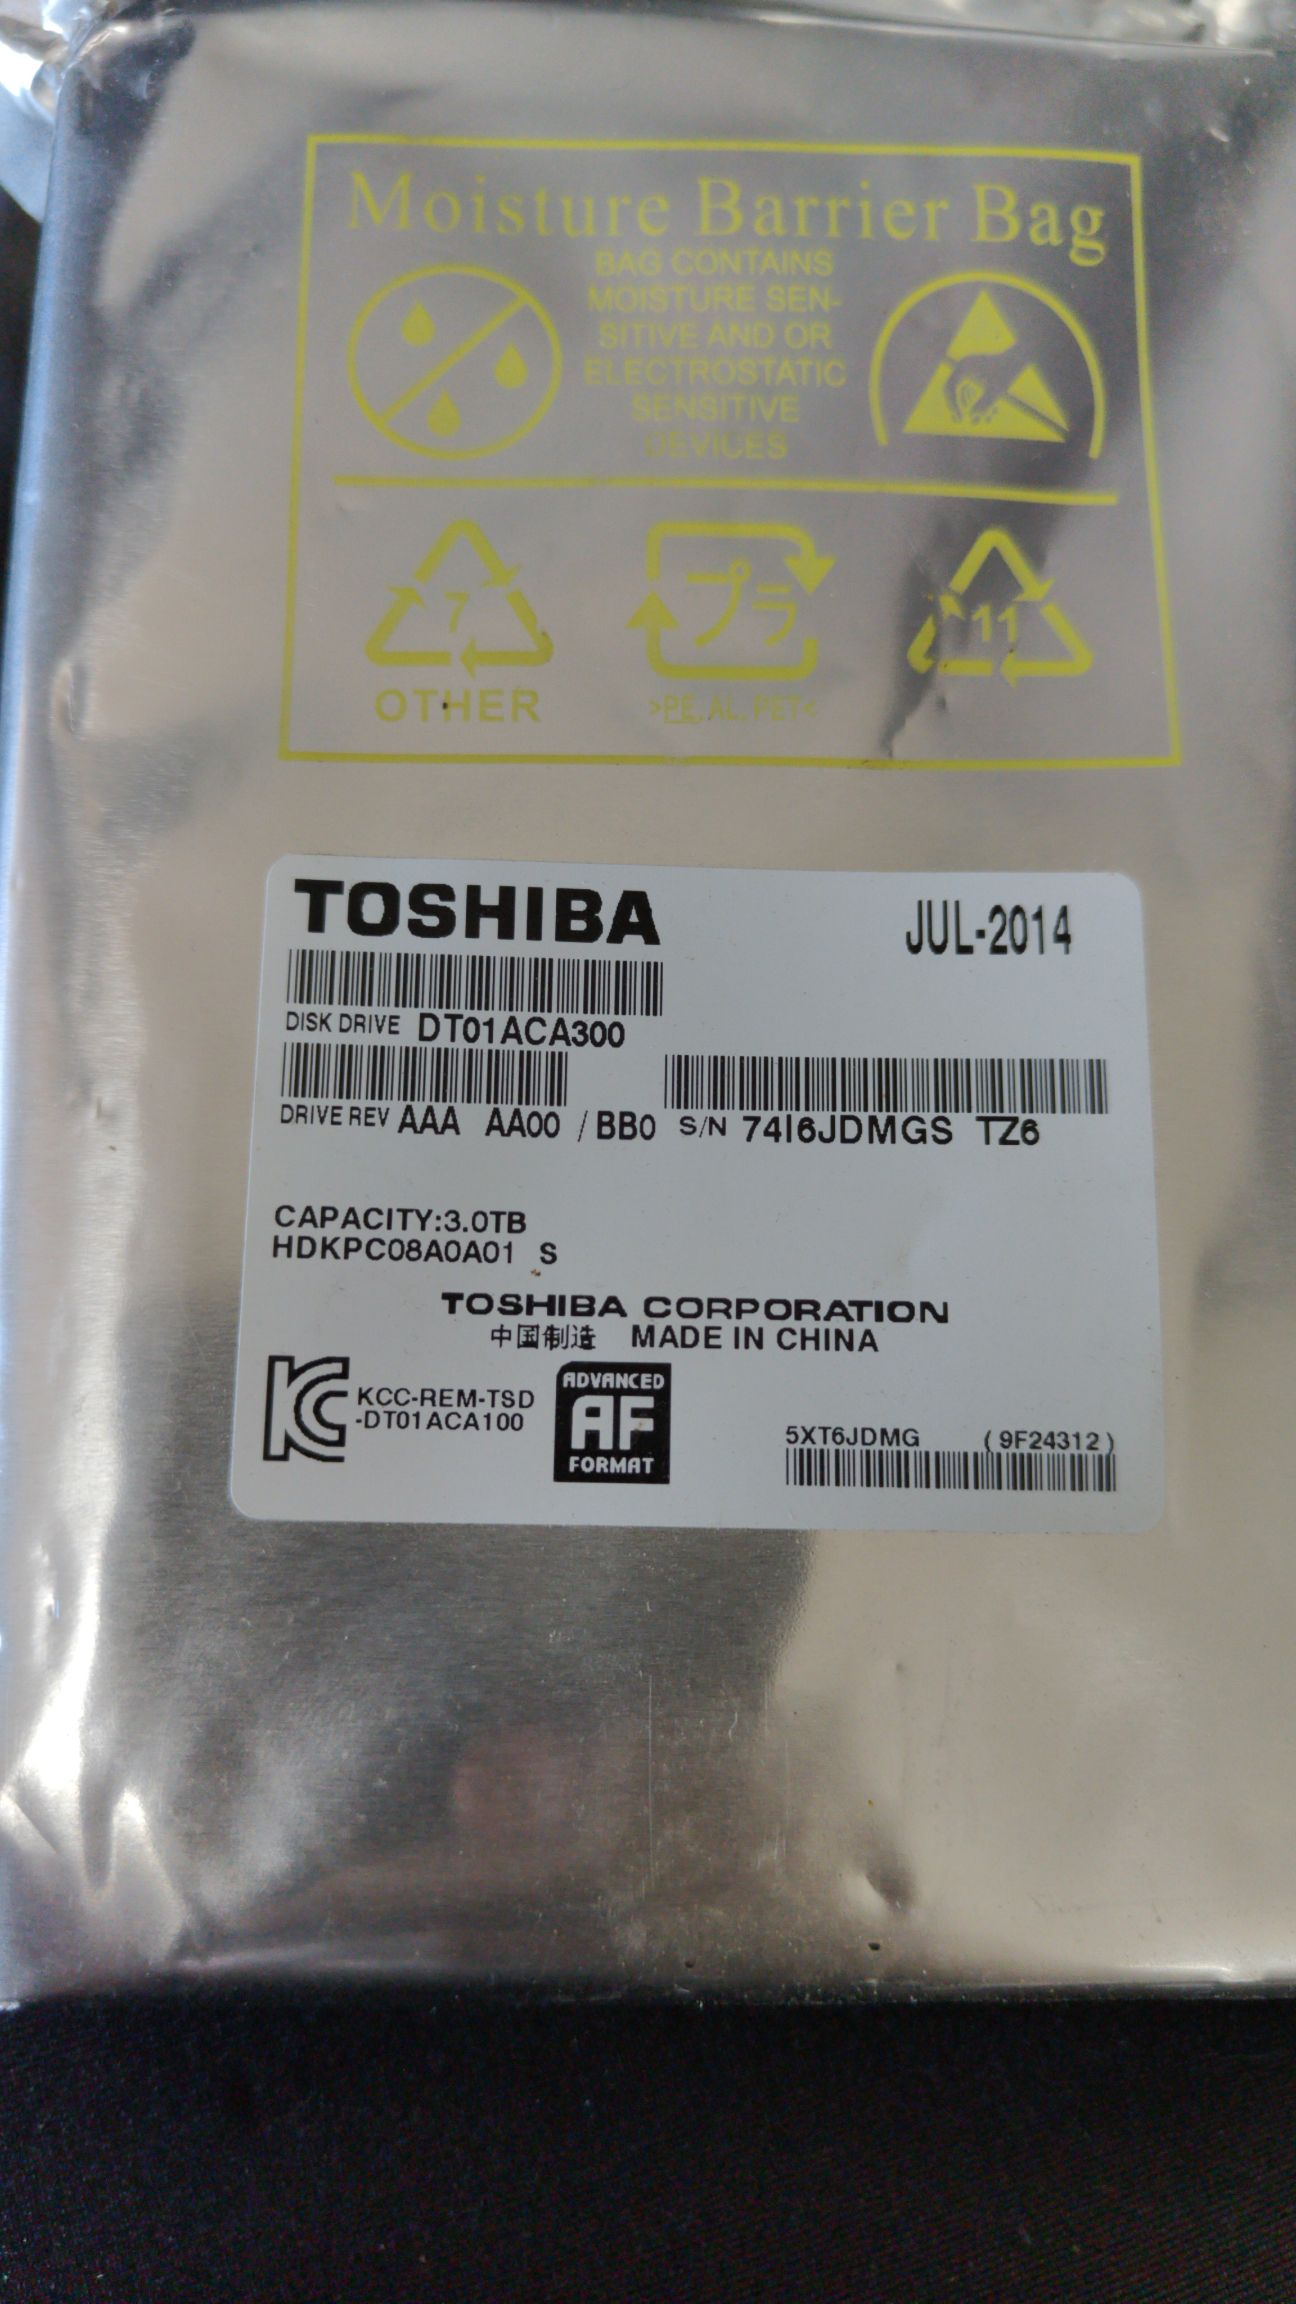 Moisture Barrier Bag
BAG CONTAINS
MOISTURE SEN-
SITIVE AND OR
ELECTROSTATIC
SENSITIVE
DEVICES
7
プラ
11
OTHER
>PE, AL, PET<
TOSHIBA
JUL-2014
DISK DRIVE DT01ACA300
DRIVE REV AAA AA00 / BB0 S/N 74I6JDMGS TZ6
CAPACITY:3.0TB
HDKPC08A0A01 S
TOSHIBA CORPORATION
中国制造 MADE IN CHINA
KCC-REM-TSD
-DT01ACA100
ADVANCED
AF
FORMAT
5XT6JDMG (9F24312)